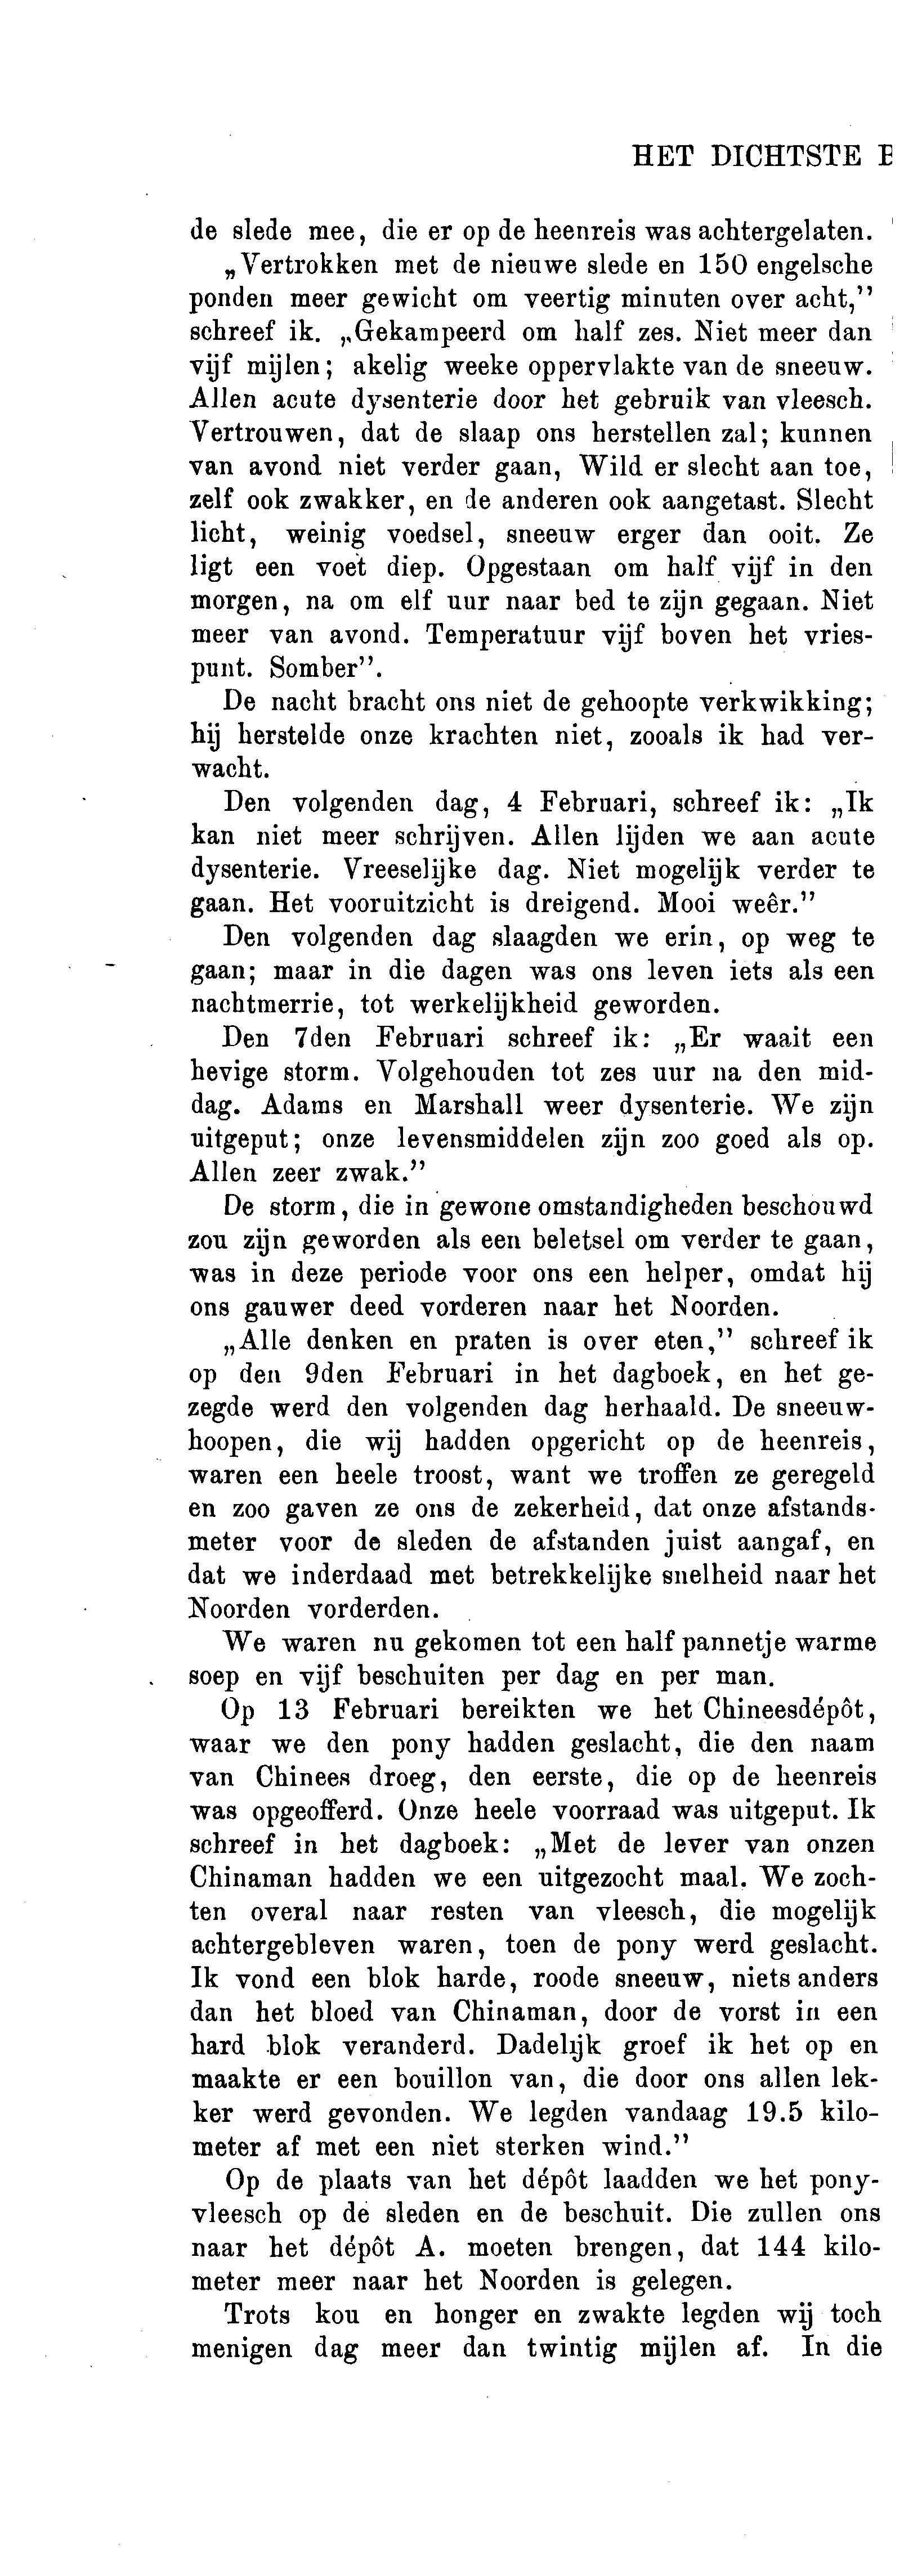 HET DICHTSTE
de slede mee, die er op de heenreis was achtergelaten.
„Vertrokken met de nieuwe slede en 150 engelsche
ponden meer gewicht om veertig minuten over acht,”
schreef ik. „Gekampeerd om half zes. Niet meer dan
vijf mijlen; akelig weeke oppervlakte van de sneeuw.
Allen acute dysenterie door het gebruik van vleesch.
Vertrouwen, dat de slaap ons herstellen zal; kunnen
van avond niet verder gaan, Wild er slecht aan toe,
zelf ook zwakker, en de anderen ook aangetast. Slecht
licht, weinig voedsel, sneeuw erger dan ooit. Ze
ligt een voet diep. Opgestaan om half vijf in den
morgen, na om elf uur naar bed te zijn gegaan. Niet
meer van avond. Temperatuur vijf boven het vries-
punt. Somber”.
De nacht bracht ons niet de gehoopte verkwikking;
hij herstelde onze krachten niet, zooals ik had ver-
wacht.
Den volgenden dag, 4 Februari, schreef ik: „Ik
kan niet meer schrijven. Allen lijden we aan acute
dysenterie. Vreeselijke dag. Niet mogelijk verder te
gaan. Het vooruitzicht is dreigend. Mooi weêr.”
Den volgenden dag slaagden we erin, op weg te
gaan; maar in die dagen was ons leven iets als een
nachtmerrie, tot werkelijkheid geworden.
Den 7den Februari schreef ik: „Er waait een
hevige storm. Volgehouden tot zes uur na den mid-
dag. Adams en Marshall weer dysenterie. We zijn
uitgeput; onze levensmiddelen zijn zoo goed als op.
Allen zeer zwak.”
De storm, die in gewone omstandigheden beschouwd
zou zijn geworden als een beletsel om verder te gaan,
was in deze periode voor ons een helper, omdat hij
ons gauwer deed vorderen naar het Noorden.
„Alle denken en praten is over eten,” schreef ik
op den 9den Februari in het dagboek, en het ge-
zegde werd den volgenden dag herhaald. De sneeuw-
hoopen, die wij hadden opgericht op de heenreis,
waren een heele troost, want we troffen ze geregeld
en zoo gaven ze ons de zekerheid, dat onze afstands-
meter voor de sleden de afstanden juist aangaf, en
dat we inderdaad met betrekkelijke snelheid naar het
Noorden vorderden.
We waren nu gekomen tot een half pannetje warme
soep en vijf beschuiten per dag en per man.
Op 13 Februari bereikten we het Chineesdépôt,
waar we den pony hadden geslacht, die den naam
van Chinees droeg, den eerste, die op de heenreis
was opgeofferd. Onze heele voorraad was uitgeput. Ik
schreef in het dagboek: „Met de lever van onzen
Chinaman hadden we een uitgezocht maal. We zoch-
ten overal naar resten van vleesch, die mogelijk
achtergebleven waren, toen de pony werd geslacht.
Ik vond een blok harde, roode sneeuw, niets anders
dan het bloed van Chinaman, door de vorst in een
hard blok veranderd. Dadelijk groef ik het op en
maakte er een bouillon van, die door ons allen lek-
ker werd gevonden. We legden vandaag 19.5 kilo-
meter af met een niet sterken wind.”
Op de plaats van het dépôt laadden we het pony-
vleesch op de sleden en de beschuit. Die zullen ons
naar het dépôt A. moeten brengen, dat 144 kilo-
meter meer naar het Noorden is gelegen.
Trots kou en honger en zwakte legden wij toch
menigen dag meer dan twintig mijlen af. In die